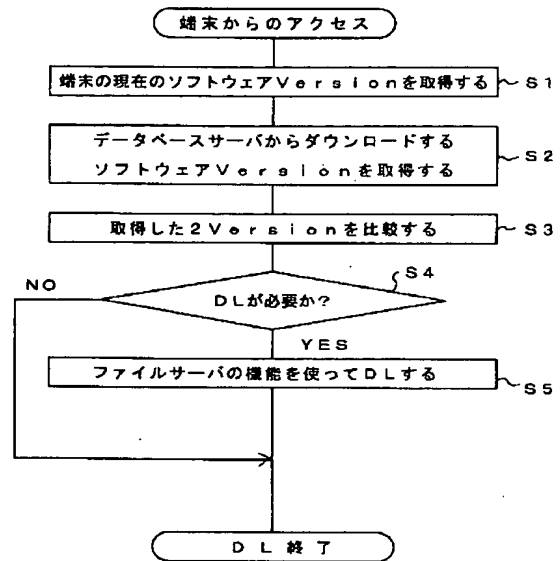 端末からのアクセス
端末の現在のソフトウェアVersionを取得する
S1
データベースサーバからダウンロードする
ソフトウェアVersionを取得する
S2
取得した2Versionを比較する
S3
S4
NO
DLが必要か?
YES
ファイルサーバの機能を使ってDLする
S5
DL終了